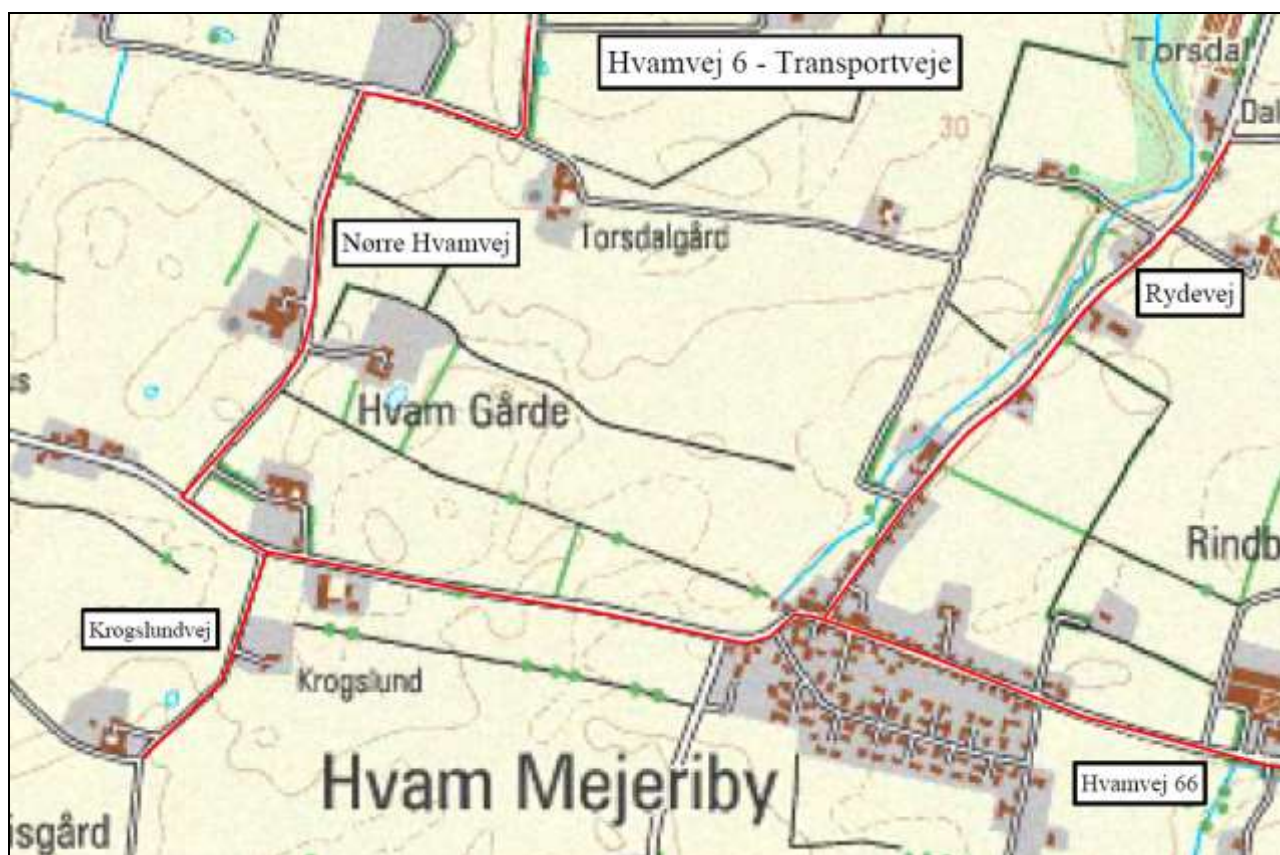 Hvamvej 6 - Transportveje
Torsdal
Dal
30
Nørre Hvamvej
Torsdalgård
Rydevej
Hvam Gårde
Rindb
Krogslundvej
Krogslund
Hvam Mejeriby
Hvamvej 66
isgård